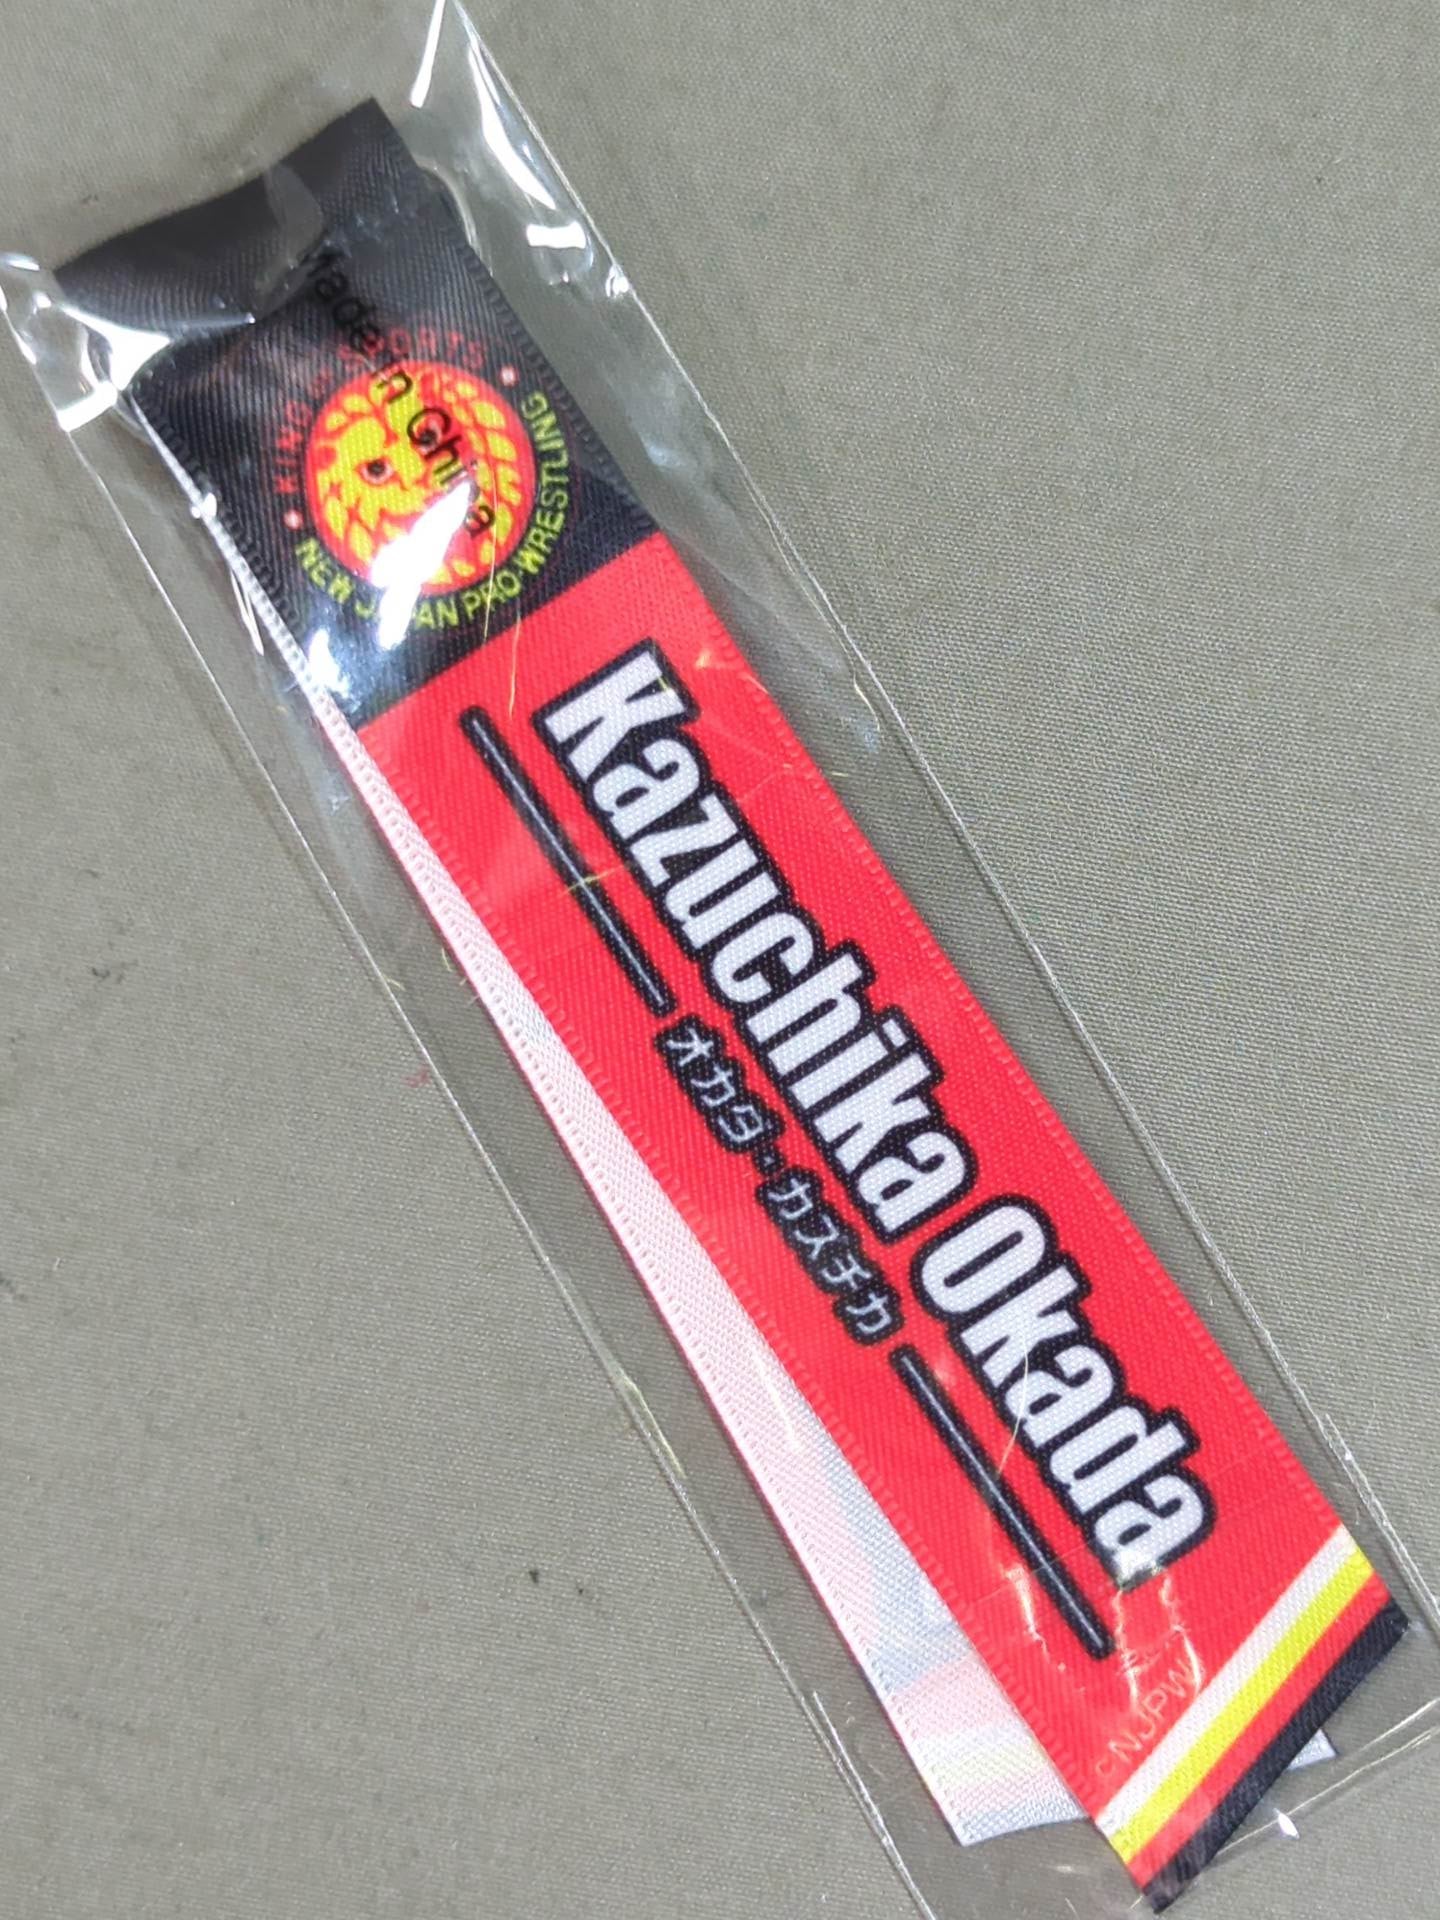 Made in China
KING of SPORTS
NEW JAPAN PRO-WRESTLING
Kazuchika Okada
オカダ・カズチカ
©NJPW